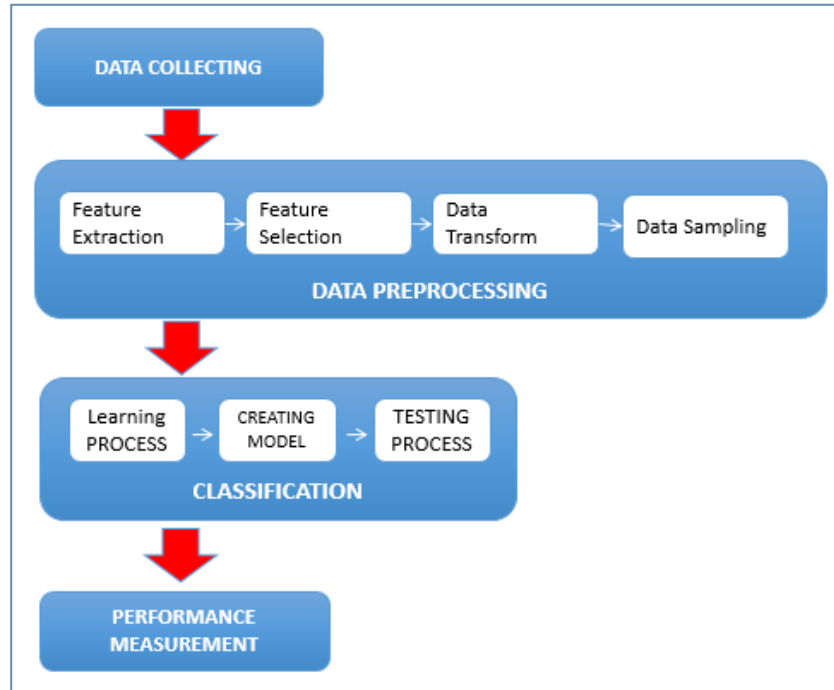 DATA COLLECTING
Feature
Extraction
Feature
Selection
Data
Transform
Data Sampling
DATA PREPROCESSING
Learning
PROCESS
CREATING
MODEL
TESTING
PROCESS
CLASSIFICATION
PERFORMANCE
MEASUREMENT